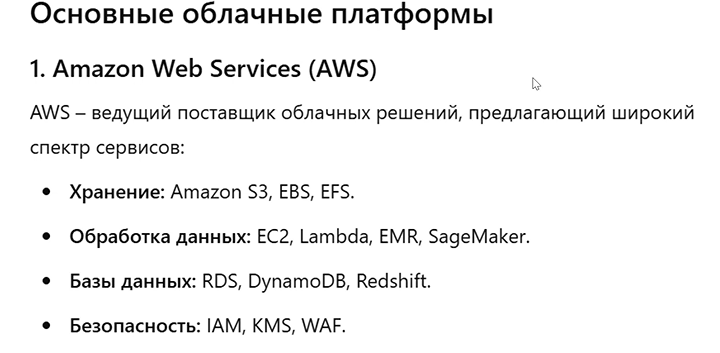 Основные облачные платформы
1. Amazon Web Services (AWS)
AWS – ведущий поставщик облачных решений, предлагающий широкий
спектр сервисов:
• Хранение: Amazon S3, EBS, EFS.
• Обработка данных: EC2, Lambda, EMR, SageMaker.
• Базы данных: RDS, DynamoDB, Redshift.
• Безопасность: IAM, KMS, WAF.